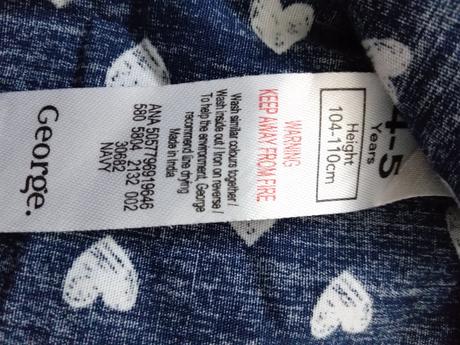 4-5
Years
Height
104-110cm
WARNING
KEEP AWAY FROM FIRE
Wash similar colours together /
Wash inside out / Iron on reverse /
To help the environment, George
recommend line drying
Made in India
ANA 5057796919646
580 5804 2132 002
30682
NAVY
George.